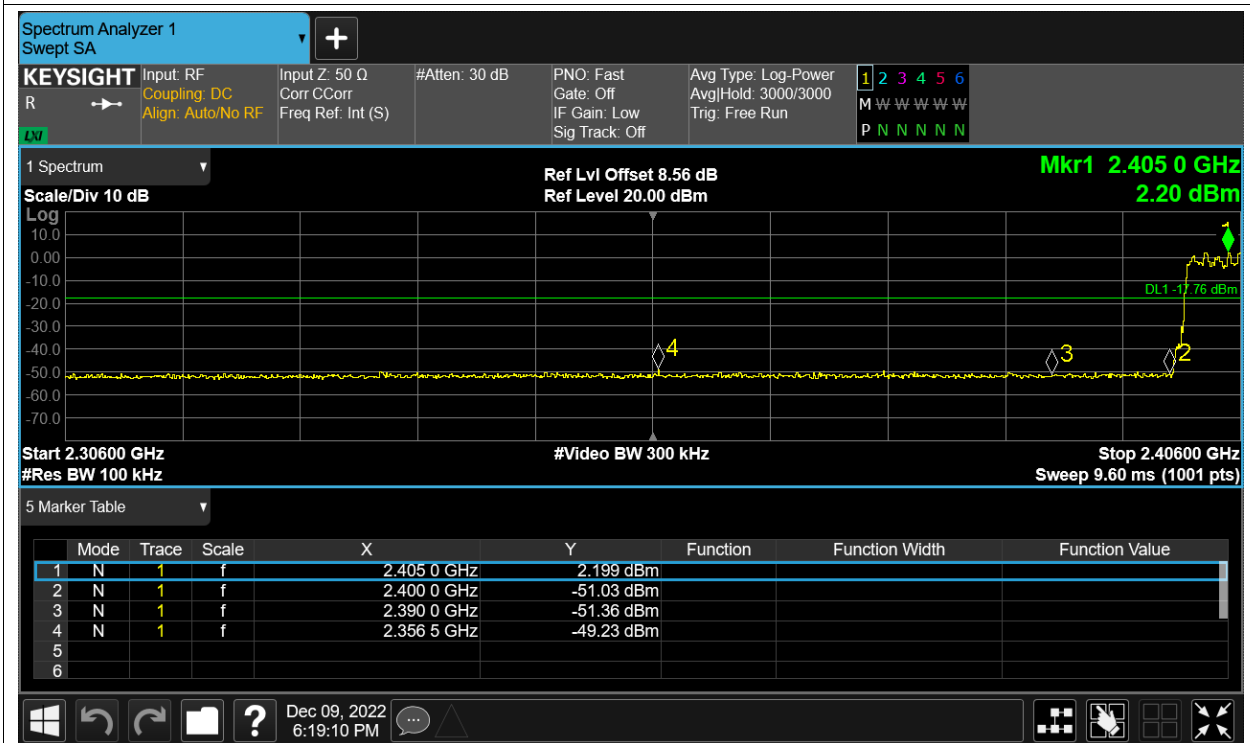 Spectrum Analyzer 1
Swept SA
+
KEYSIGHT Input: RF Input Z: 50 Ω #Atten: 30 dB PNO: Fast Avg Type: Log-Power 1 2 3 4 5 6
R Coupling: DC Corr CCorr Gate: Off Avg|Hold: 3000/3000 M W W W W W
Align: Auto/No RF Freq Ref: Int (S) IF Gain: Low Trig: Free Run
LXI Sig Track: Off P N N N N N
1 Spectrum Ref Lvl Offset 8.56 dB Mkr1 2.405 0 GHz
Scale/Div 10 dB Ref Level 20.00 dBm 2.20 dBm
Log
1
10.0
0.00
-10.0
DL1 -17.76 dBm
-20.0
-30.0
-40.0
4 3 2
-50.0
-60.0
-70.0
Start 2.30600 GHz #Video BW 300 kHz Stop 2.40600 GHz
#Res BW 100 kHz Sweep 9.60 ms (1001 pts)
5 Marker Table
Mode Trace Scale X Y Function Function Width Function Value
1 N 1 f 2.405 0 GHz 2.199 dBm
2 N 1 f 2.400 0 GHz -51.03 dBm
3 N 1 f 2.390 0 GHz -51.36 dBm
4 N 1 f 2.356 5 GHz -49.23 dBm
5
6
? Dec 09, 2022
6:19:10 PM